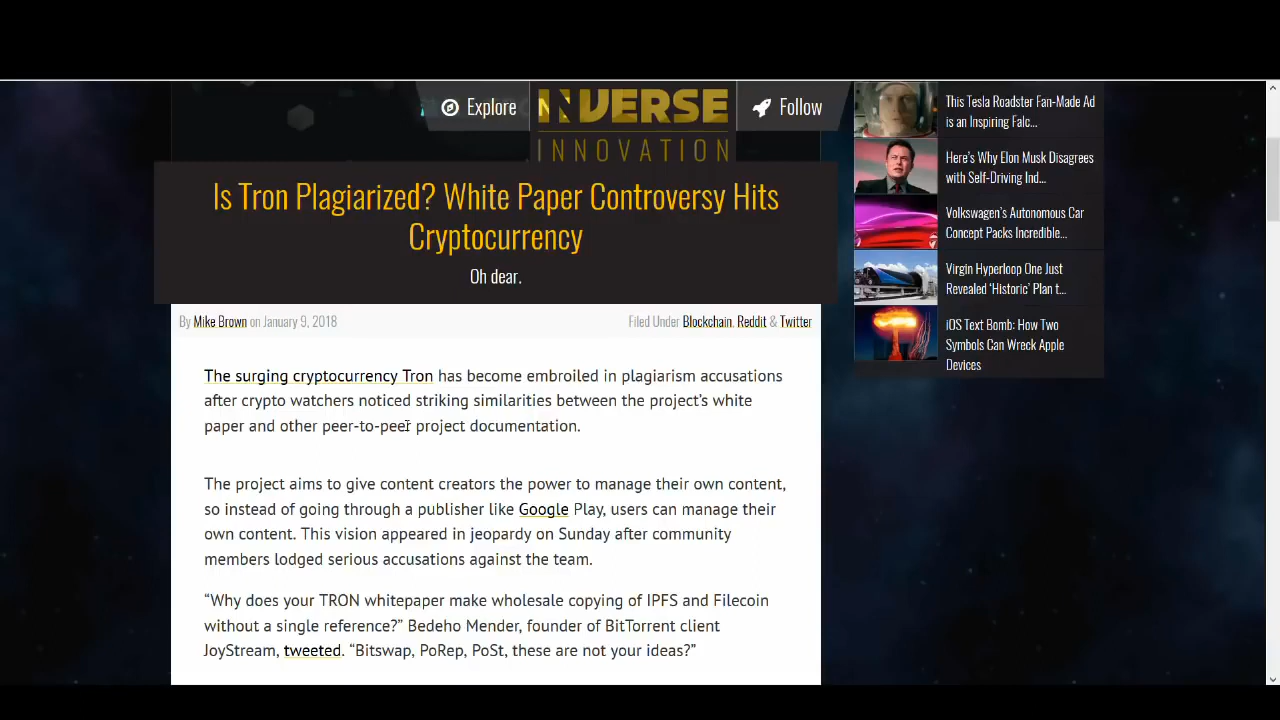 Explore
INVERSE
Follow
INNOVATION
Is Tron Plagiarized? White Paper Controversy Hits
Cryptocurrency
Oh dear.
By Mike Brown on January 9, 2018
Filed Under Blockchain, Reddit & Twitter
The surging cryptocurrency Tron has become embroiled in plagiarism accusations
after crypto watchers noticed striking similarities between the project's white
paper and other peer-to-peer project documentation.
The project aims to give content creators the power to manage their own content,
so instead of going through a publisher like Google Play, users can manage their
own content. This vision appeared in jeopardy on Sunday after community
members lodged serious accusations against the team.
“Why does your TRON whitepaper make wholesale copying of IPFS and Filecoin
without a single reference?” Bedeho Mender, founder of BitTorrent client
JoyStream, tweeted. “Bitswap, PoRep, PoSt, these are not your ideas?”
This Tesla Roadster Fan-Made Ad
is an Inspiring Falc...
Here's Why Elon Musk Disagrees
with Self-Driving Ind...
Volkswagen's Autonomous Car
Concept Packs Incredible...
Virgin Hyperloop One Just
Revealed ‘Historic’ Plan t...
iOS Text Bomb: How Two
Symbols Can Wreck Apple
Devices